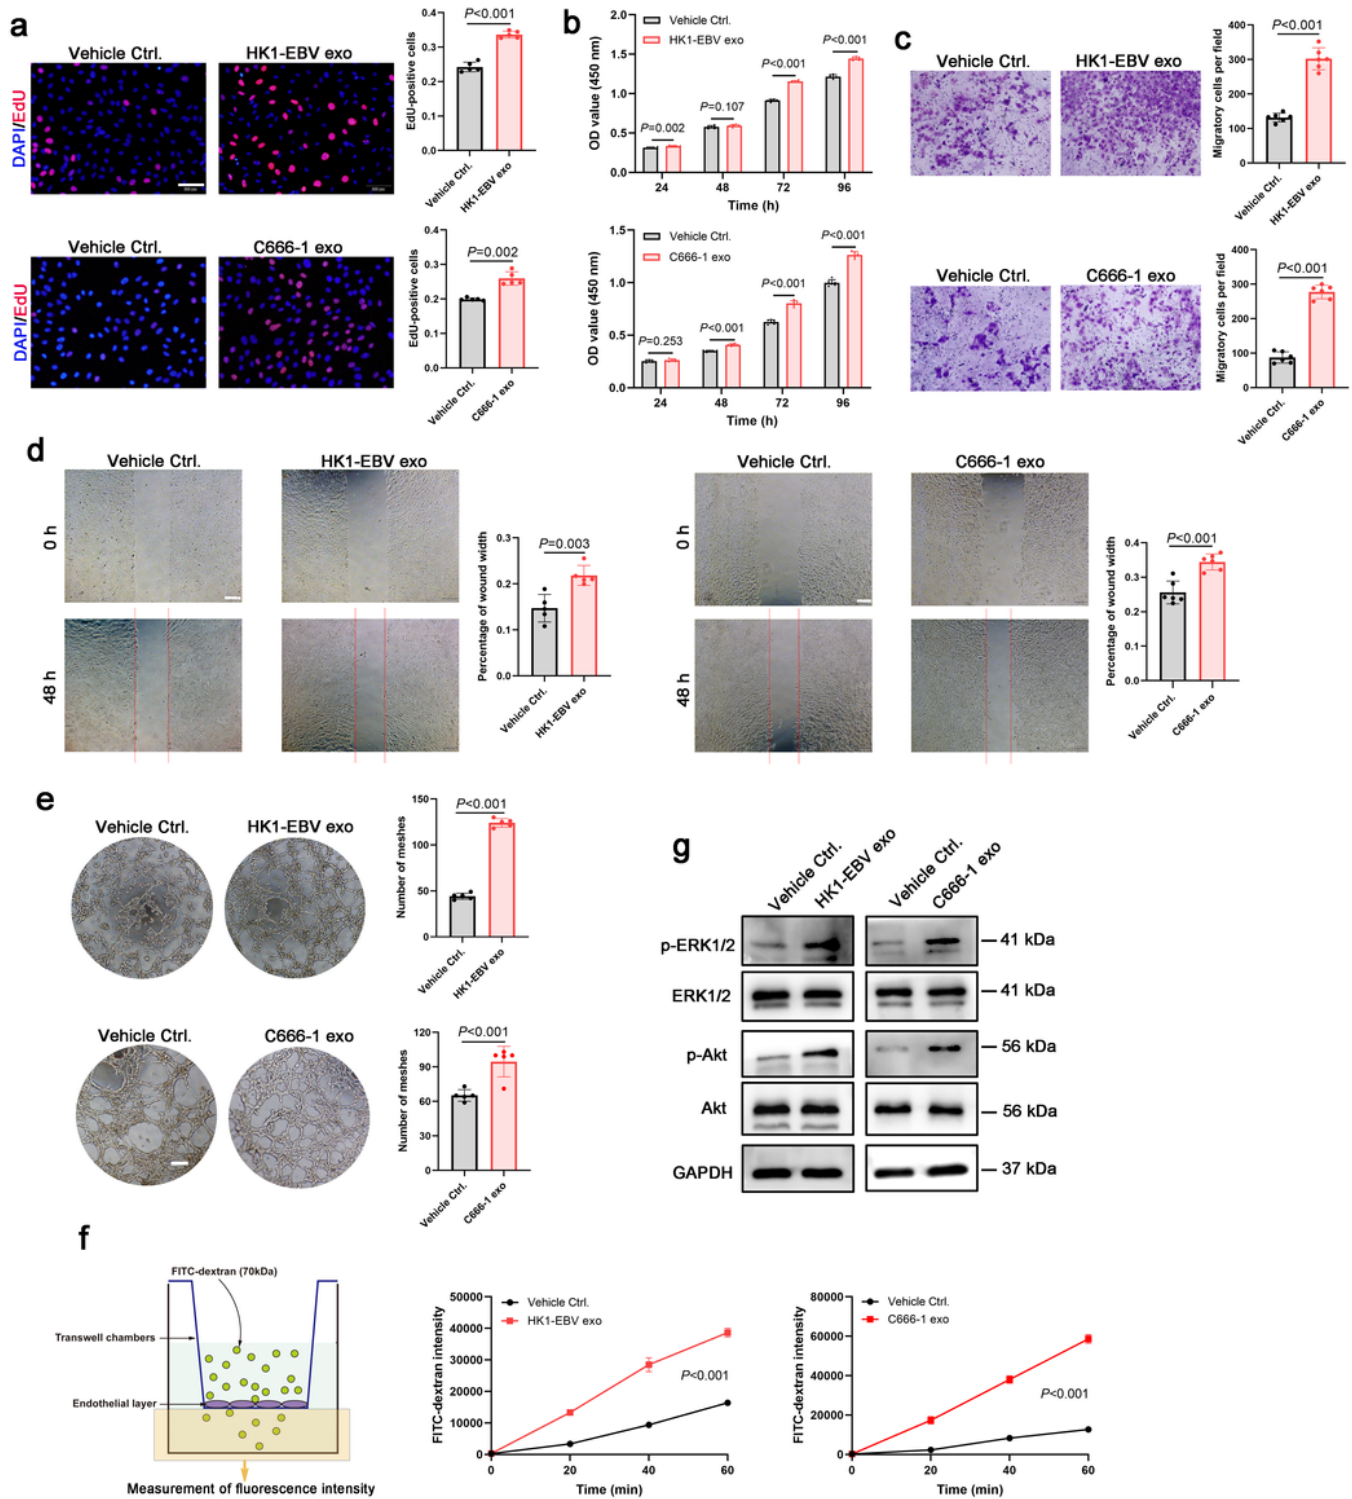 a
Vehicle Ctrl.
HK1-EBV exo
DAPI/EdU
EdU-positive cells
0.4
0.3
0.2
0.1
0.0
P<0.001
Vehicle Ctrl.
HK1-EBV exo
Vehicle Ctrl.
C666-1 exo
DAPI/EdU
EdU-positive cells
0.4
0.3
0.2
0.1
0.0
P=0.002
Vehicle Ctrl.
C666-1 exo
b
OD value (450 nm)
2.0
1.5
1.0
0.5
0.0
Vehicle Ctrl.
HK1-EBV exo
P=0.002
P=0.107
P<0.001
P<0.001
24 48 72 96
Time (h)
OD value (450 nm)
1.5
1.0
0.5
0.0
Vehicle Ctrl.
C666-1 exo
P=0.253
P<0.001
P<0.001
P<0.001
24 48 72 96
Time (h)
c
Vehicle Ctrl.
HK1-EBV exo
Migratory cells per field
400
300
200
100
0
P<0.001
Vehicle Ctrl.
HK1-EBV exo
Vehicle Ctrl.
C666-1 exo
Migratory cells per field
400
300
200
100
0
P<0.001
Vehicle Ctrl.
C666-1 exo
d
Vehicle Ctrl.
HK1-EBV exo
0 h
48 h
Percentage of wound width
0.3
0.2
0.1
0.0
P=0.003
Vehicle Ctrl.
HK1-EBV exo
Vehicle Ctrl.
C666-1 exo
0 h
48 h
Percentage of wound width
0.4
0.3
0.2
0.1
0.0
P<0.001
Vehicle Ctrl.
C666-1 exo
e
Vehicle Ctrl.
HK1-EBV exo
Number of meshes
150
100
50
0
P<0.001
Vehicle Ctrl.
HK1-EBV exo
Vehicle Ctrl.
C666-1 exo
Number of meshes
120
90
60
30
0
P<0.001
Vehicle Ctrl.
C666-1 exo
g
Vehicle Ctrl.
HK1-EBV exo
Vehicle Ctrl.
C666-1 exo
p-ERK1/2
41 kDa
ERK1/2
41 kDa
p-Akt
56 kDa
Akt
56 kDa
GAPDH
37 kDa
f
FITC-dextran (70kDa)
Transwell chambers
Endothelial layer
Measurement of fluorescence intensity
FITC-dextran intensity
50000
40000
30000
20000
10000
0
Vehicle Ctrl.
HK1-EBV exo
P<0.001
0 20 40 60
Time (min)
FITC-dextran intensity
80000
60000
40000
20000
0
Vehicle Ctrl.
C666-1 exo
P<0.001
0 20 40 60
Time (min)